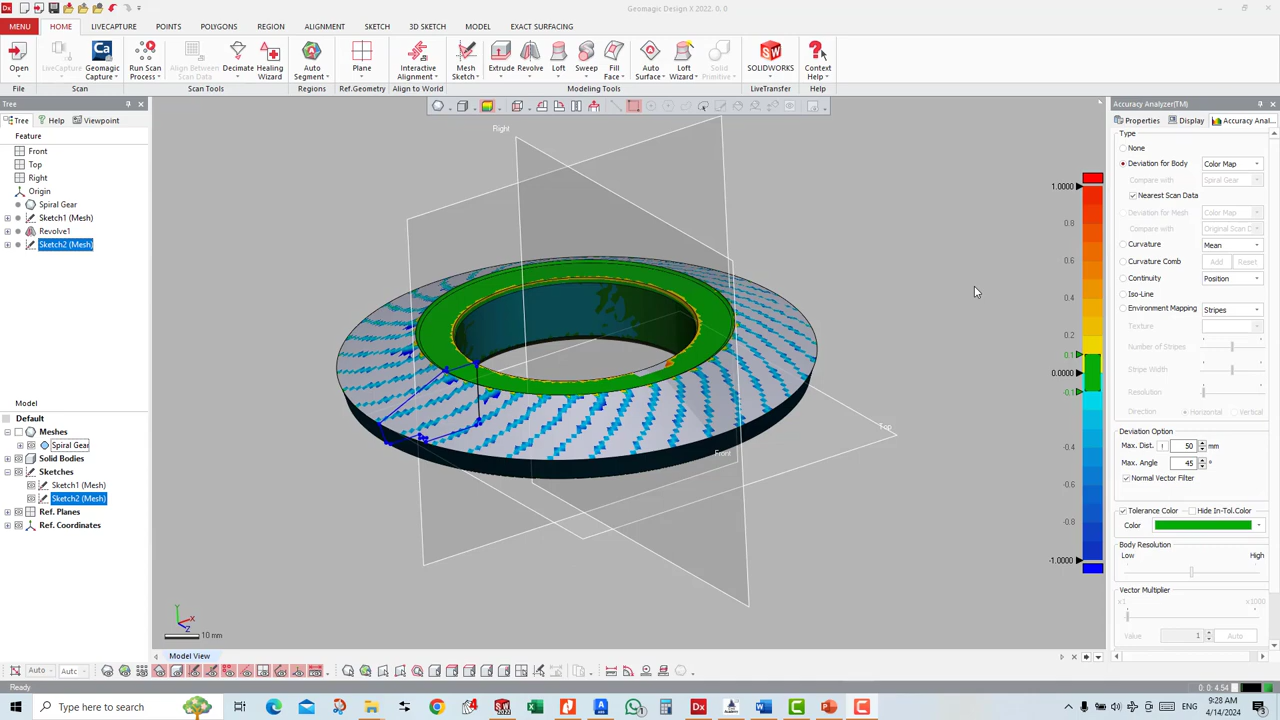 Geomagic Design X 2022. 0, 0
MENU HOME LIVECAPTURE POINTS POLYGONS REGION ALIGNMENT SKETCH 3D SKETCH MODEL EXACT SURFACING
Open LiveCapture Geomagic Capture Run Scan Process Align Between Scan Data Decimate Healing Wizard Auto Segment Plane Interactive Alignment Mesh Sketch Extrude Revolve Loft Sweep Fill Face Auto Surface Loft Wizard Solid Primitive SOLIDWORKS Context Help
File Scan Scan Tools Regions Ref.Geometry Align to World Modeling Tools LiveTransfer Help
Tree
Tree Help Viewpoint
Feature
Front
Top
Right
Origin
Spiral Gear
Sketch1 (Mesh)
Revolve1
Sketch2 (Mesh)
Model
Default
Meshes
Spiral Gear
Solid Bodies
Sketches
Sketch1 (Mesh)
Sketch2 (Mesh)
Ref. Planes
Ref. Coordinates
Right
Top
Front
Y
X
Z
10 mm
Model View
1.0000
0.8
0.6
0.4
0.2
0.1
0.0000
-0.1
-0.4
-0.6
-0.8
-1.0000
Accuracy Analyzer(TM)
Properties Display Accuracy Anal...
Type
None
Deviation for Body Color Map
Compare with Spiral Gear
Nearest Scan Data
Deviation for Mesh Color Map
Compare with Original Scan D
Curvature Mean
Curvature Comb Add Reset
Continuity Position
Iso-Line
Environment Mapping Stripes
Texture
Number of Stripes
Stripe Width
Resolution
Direction Horizontal Vertical
Deviation Option
Max. Dist. ! 50 mm
Max. Angle 45 °
Normal Vector Filter
Tolerance Color Hide In-Tol.Color
Color
Body Resolution
Low High
Vector Multiplier
x1 x1000
Value 1 Auto
Auto Autc
Ready
0: 0: 4.54
Type here to search
9:28 AM
4/14/2024